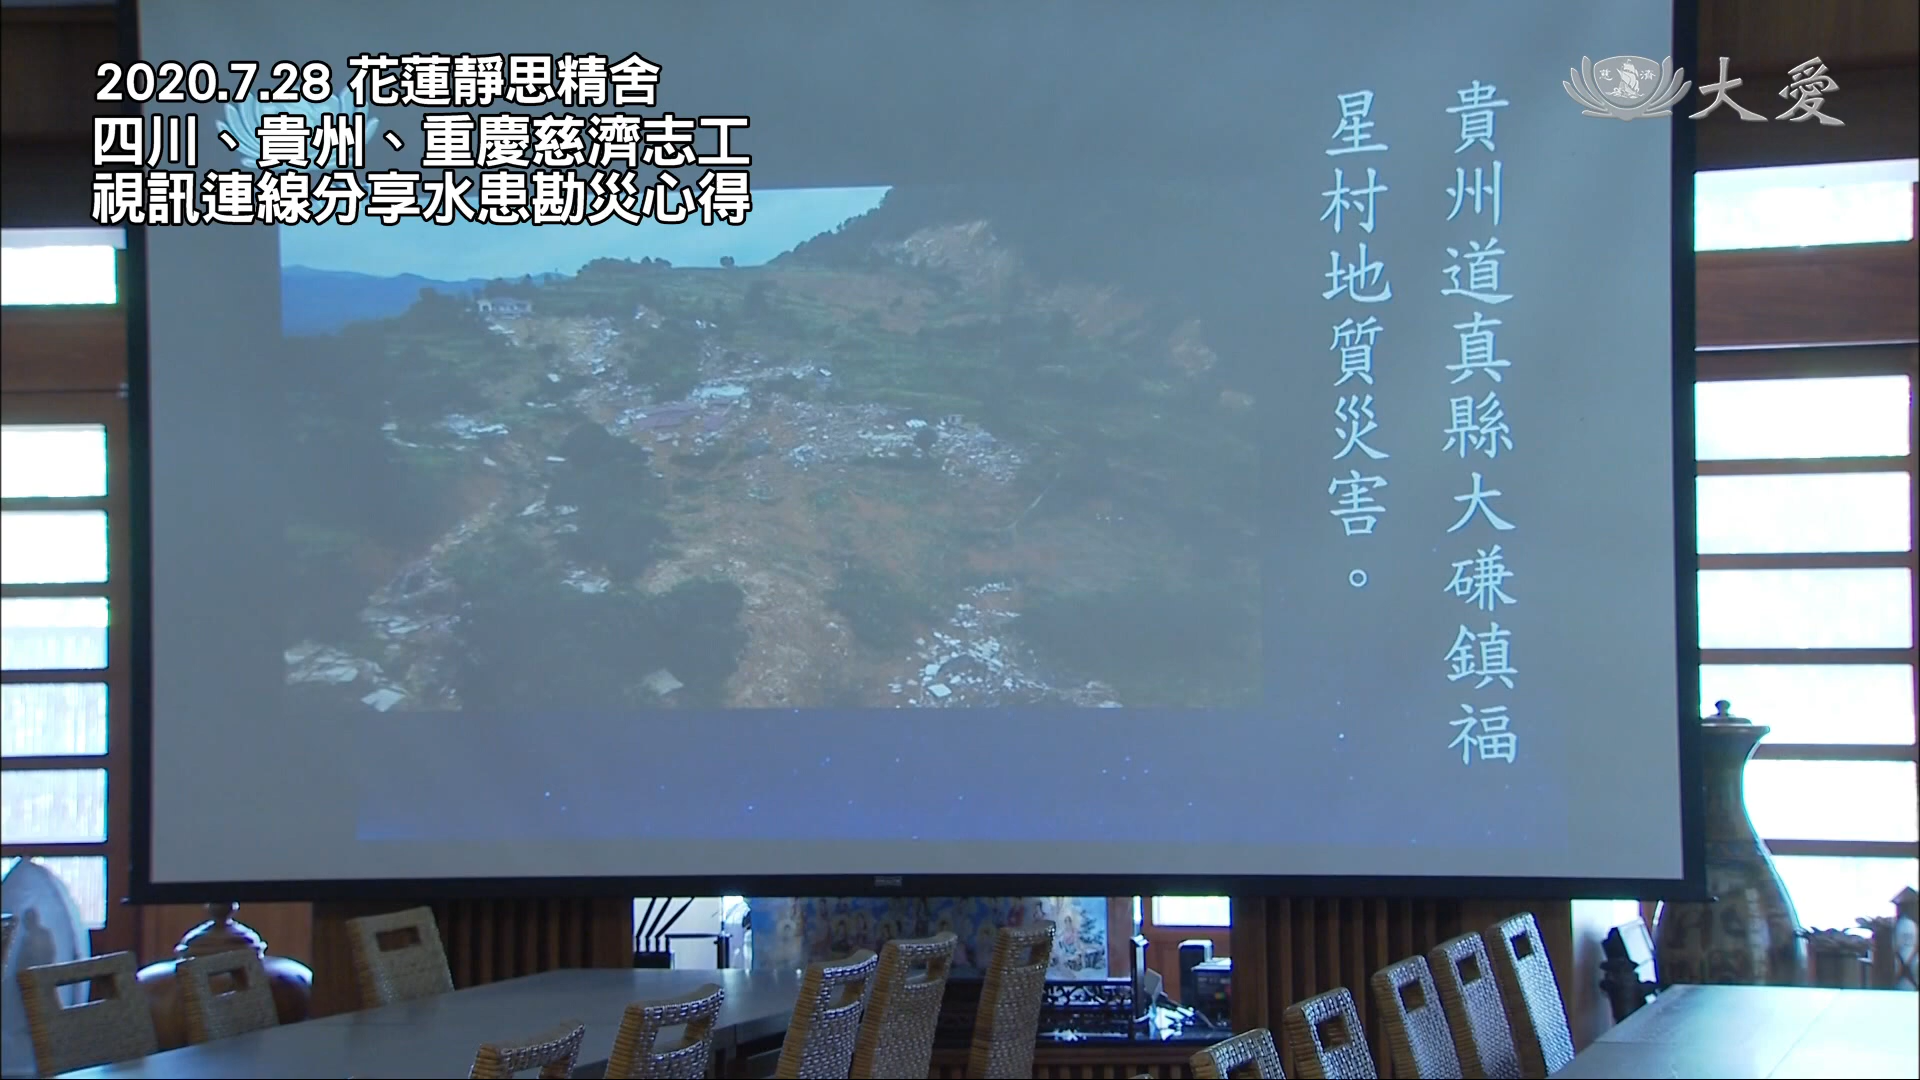 2020.7.28 花蓮靜思精舍
四川、貴州、重慶慈濟志工
視訊連線分享水患勘災心得
慈濟
大愛
貴州道真縣大磏鎮福
星村地質災害。